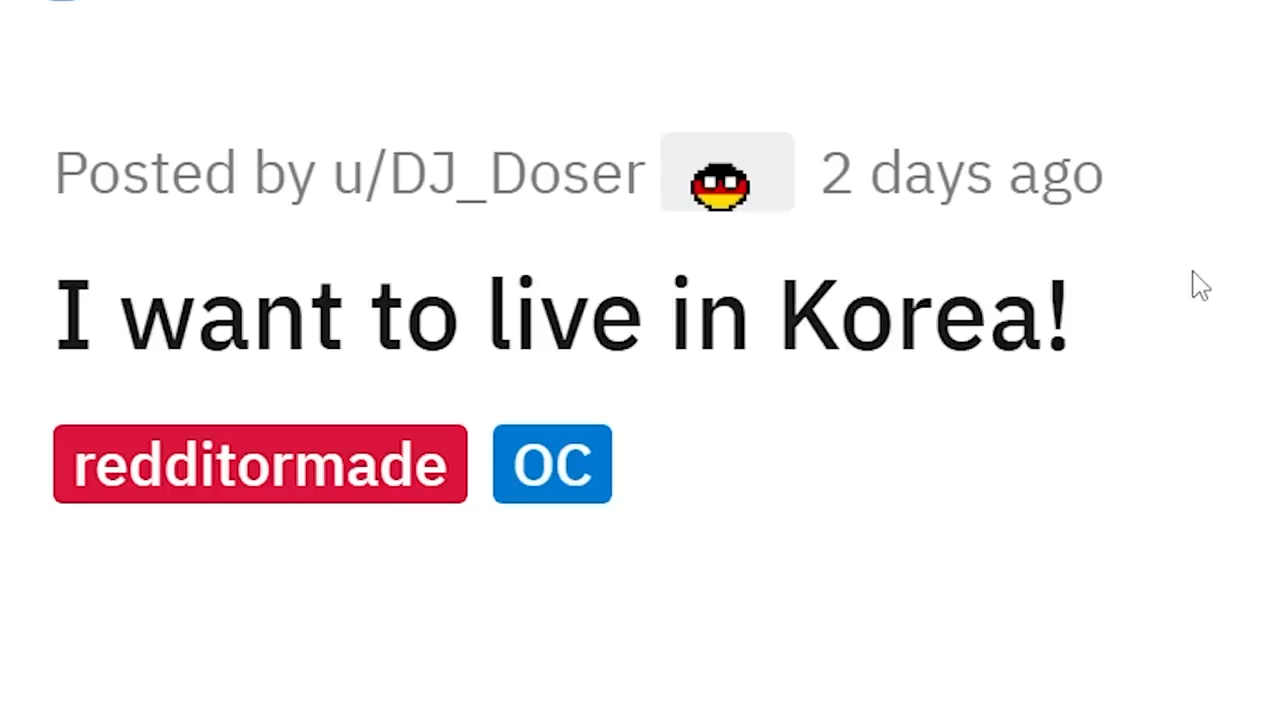 Posted by u/DJ_Doser 2 days ago
I want to live in Korea!
redditormade OC